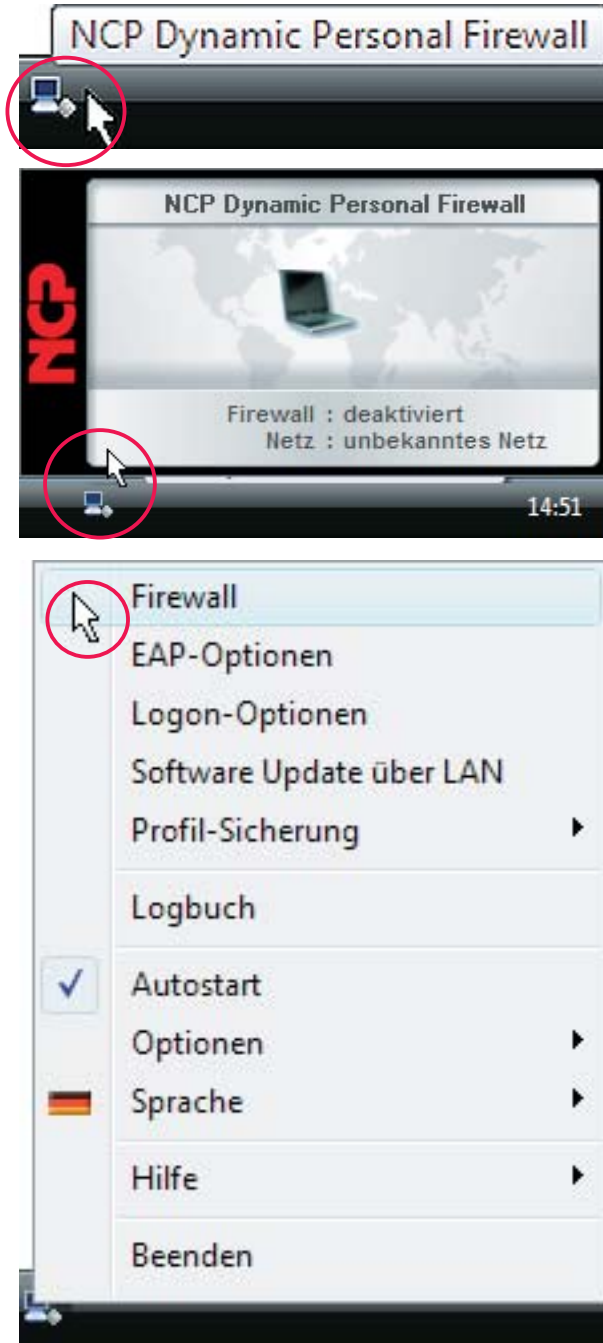 NCP Dynamic Personal Firewall
NCP Dynamic Personal Firewall
NCP
Firewall : deaktiviert
Netz : unbekanntes Netz
14:51
Firewall
EAP-Optionen
Logon-Optionen
Software Update über LAN
Profil-Sicherung
Logbuch
Autostart
Optionen
Sprache
Hilfe
Beenden